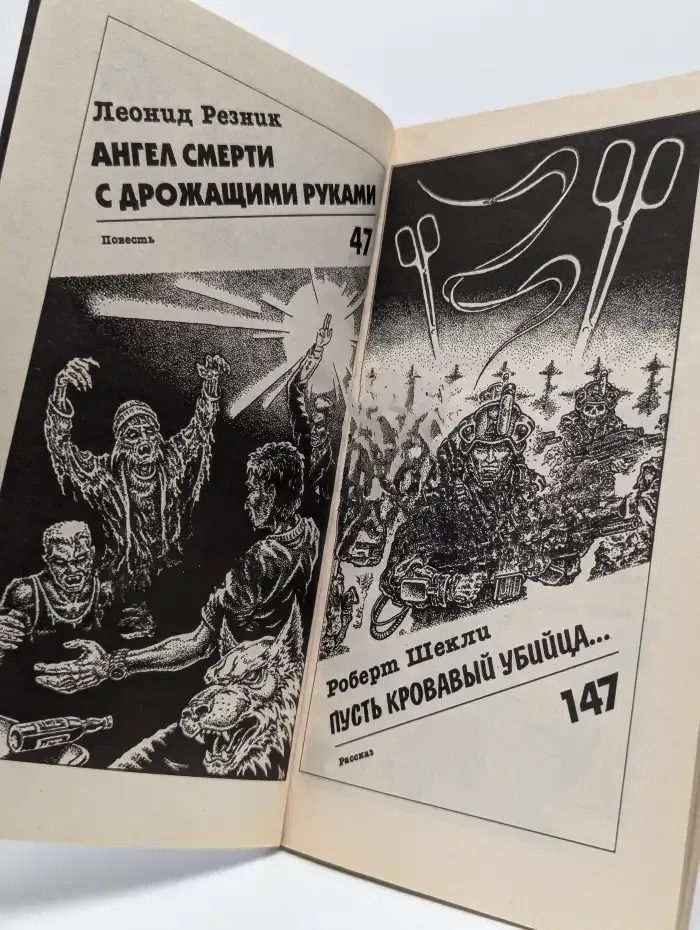 Леонид Резник
АНГЕЛ СМЕРТИ
С ДРОЖАЩИМИ РУКАМИ
Повесть
47
Роберт Шекли
ПУСТЬ КРОВАВЫЙ УБИЙЦА...
147
Рассказ